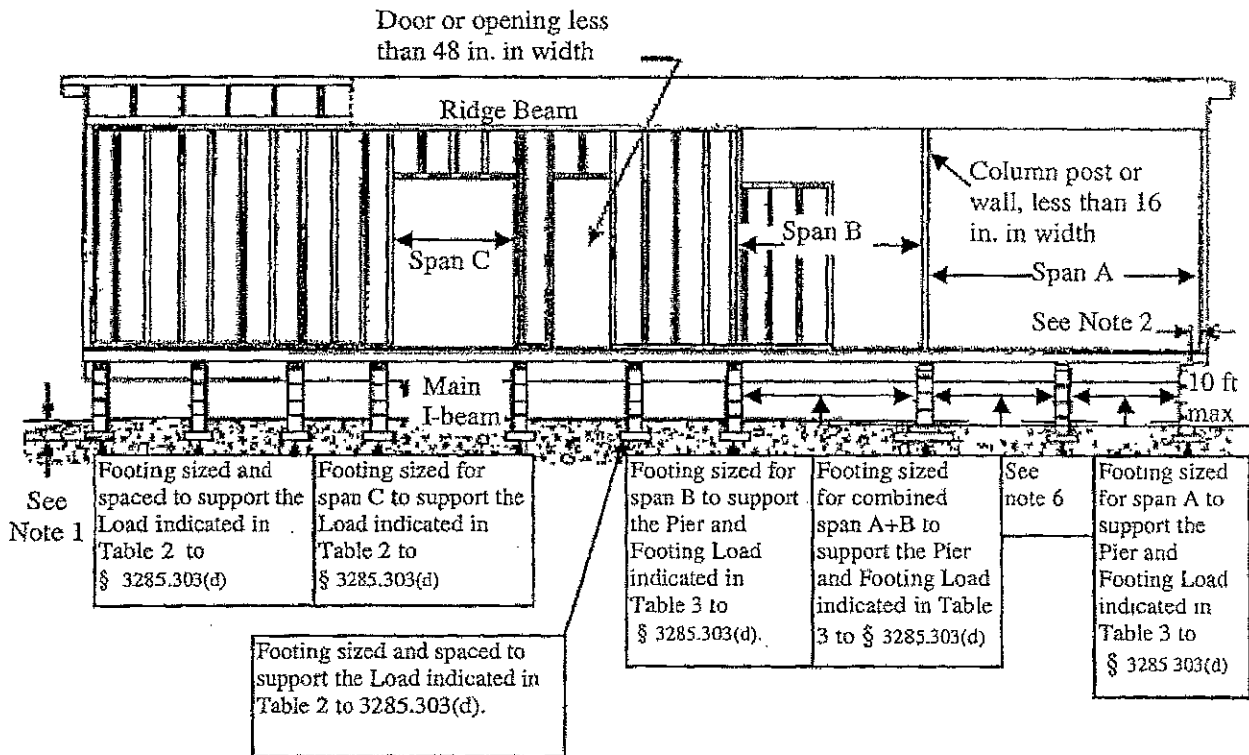 Door or opening less
than 48 in. in width
Ridge Beam
Column post or
wall, less than 16
in. in width
Span C
Span B
Span A
See Note 2
Main
I-beam
10 ft
max
See
Note 1
Footing sized and
spaced to support the
Load indicated in
Table 2 to
§ 3285.303(d)
Footing sized for
span C to support the
Load indicated in
Table 2 to
§ 3285.303(d)
Footing sized and spaced to
support the Load indicated in
Table 2 to 3285.303(d).
Footing sized for
span B to support
the Pier and
Footing Load
indicated in
Table 3 to
§ 3285.303(d).
Footing sized
for combined
span A+B to
support the Pier
and Footing Load
indicated in Table
3 to § 3285.303(d)
See
note 6
Footing sized
for span A to
support the
Pier and
Footing Load
indicated in
Table 3 to
§ 3285 303(d)